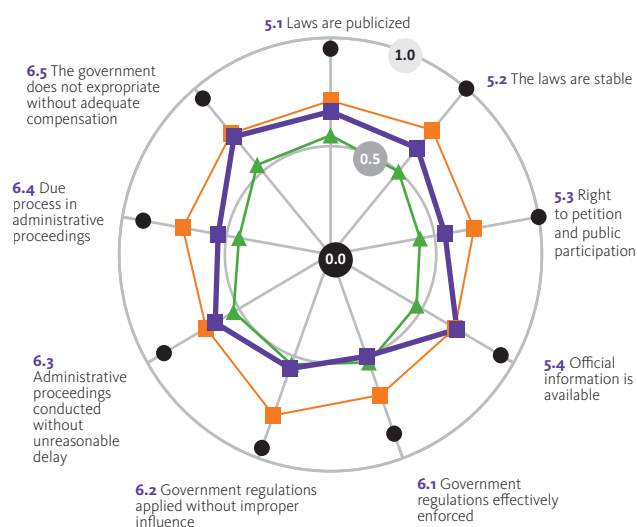 5.1 Laws are publicized
1.0
5.2 The laws are stable
0.5
5.3 Right
to petition
and public
participation
0.0
5.4 Official
information is
available
6.1 Government
regulations effectively
enforced
6.2 Government regulations
applied without improper
influence
6.3
Administrative
proceedings
conducted
without
unreasonable
delay
6.4 Due
process in
administrative
proceedings
6.5 The government
does not expropriate
without adequate
compensation